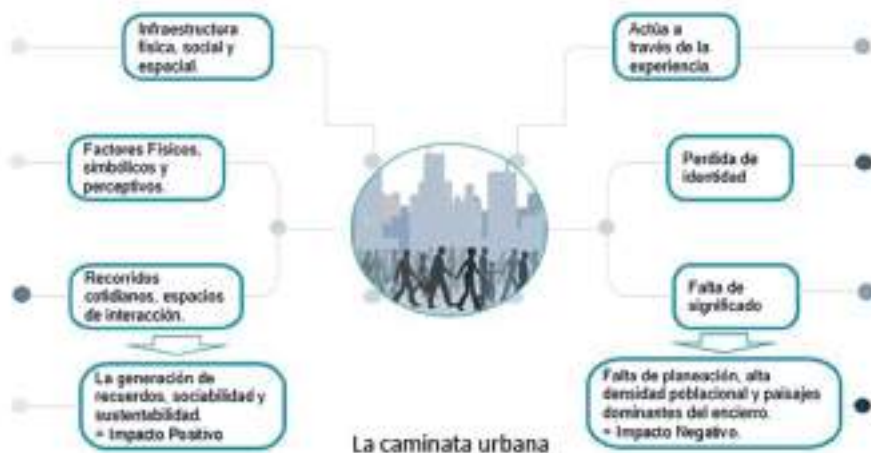 Infraestructura
física, social y
espacial
Factores Físicos,
simbólicos y
perceptivos
Recorridos
cotidianos, espacios
de interacción.
La generación de
recuerdos, sociabilidad y
sustentabilidad.
= Impacto Positivo
Actúa a
través de la
experiencia
Perdida de
identidad
Falta de
significado
Falta de planeación, alta
densidad poblacional y paisajes
dominantes del encierro.
= Impacto Negativo.
La caminata urbana